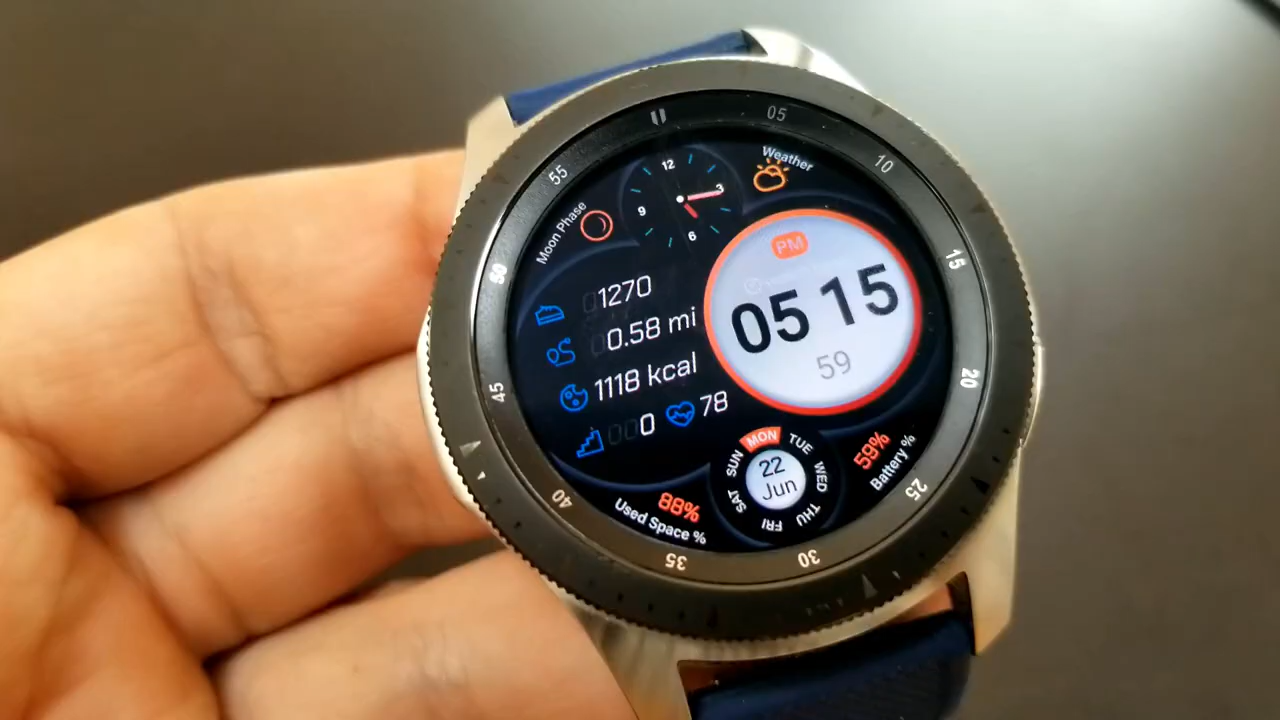 05
10
15
20
25
30
35
40
45
50
55
Weather
Moon Phase
12
3
6
9
PM
05 15
59
1270
0.58 mi
1118 kcal
0
78
MON
TUE
WED
THU
FRI
SAT
SUN
22
Jun
59%
Battery %
88%
Used Space %